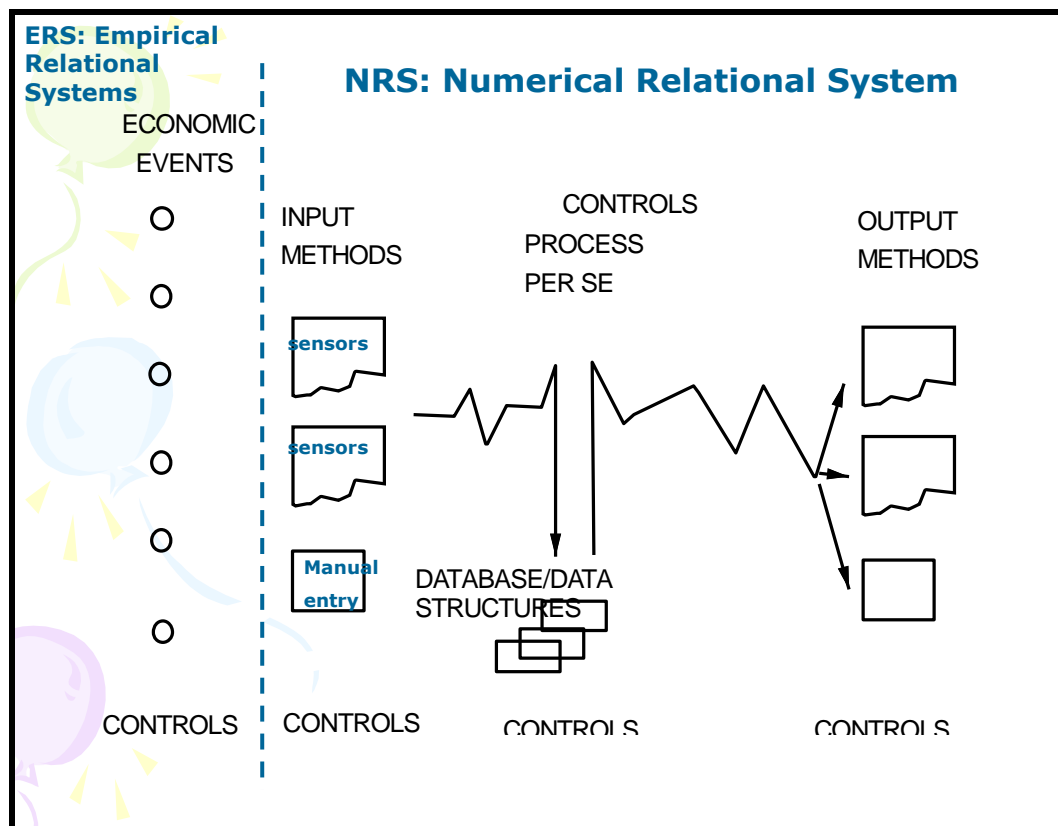 ERS: Empirical
Relational
Systems
NRS: Numerical Relational System
ECONOMIC
EVENTS
INPUT
METHODS
CONTROLS
PROCESS
PER SE
OUTPUT
METHODS
sensors
sensors
Manual
entry
DATABASE/DATA
STRUCTURES
CONTROLS
CONTROLS
CONTROLS
CONTROLS